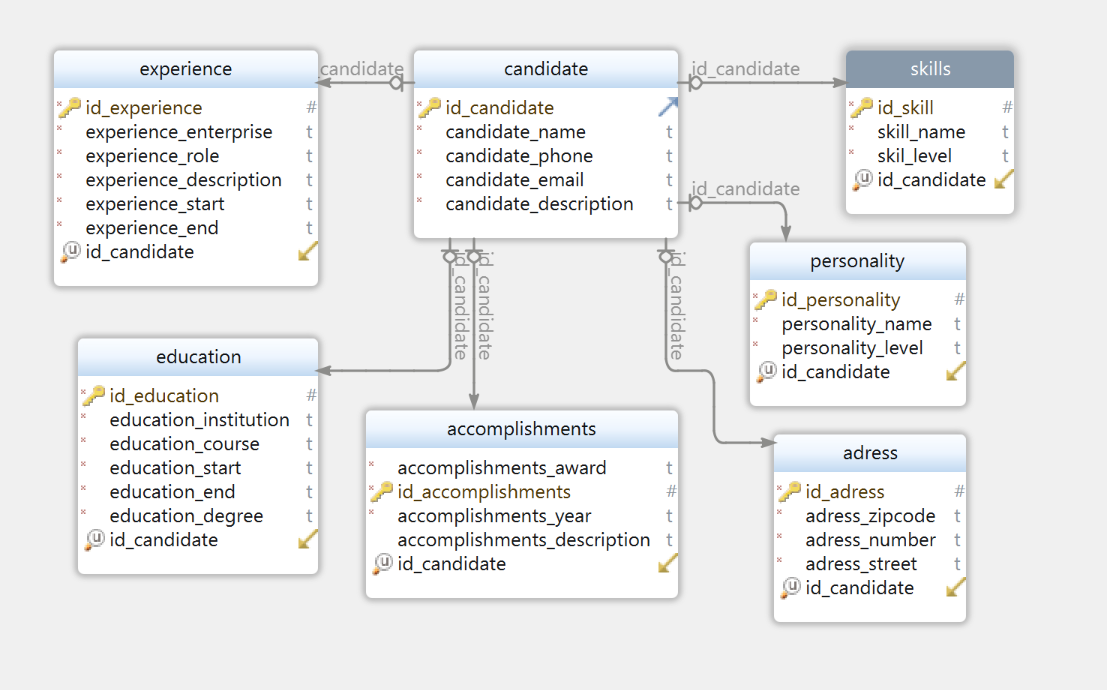 experience
id_experience #
experience_enterprise t
experience_role t
experience_description t
experience_start t
experience_end t
id_candidate
candidate
candidate
id_candidate
candidate_name t
candidate_phone t
candidate_email t
candidate_description t
id_candidate
skills
id_skill #
skill_name t
skil_level t
id_candidate
id_candidate
personality
id_personality #
personality_name t
personality_level t
id_candidate
id_candidate
id_candidate
id_candidate
education
id_education #
education_institution t
education_course t
education_start t
education_end t
education_degree t
id_candidate
accomplishments
accomplishments_award t
id_accomplishments #
accomplishments_year t
accomplishments_description t
id_candidate
adress
id_adress #
adress_zipcode t
adress_number t
adress_street t
id_candidate